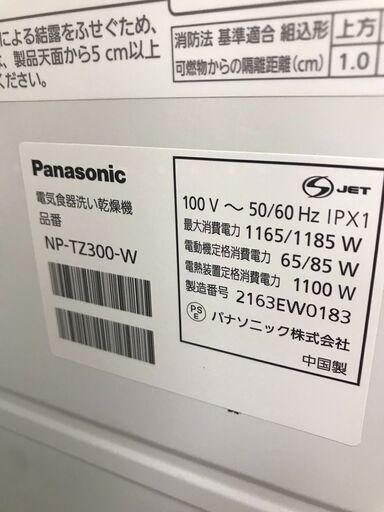 による結露をふせぐため、
、製品天面から5 cm以上
ください。
消防法 基準適合 組込形 上方
可燃物からの隔離距離(cm) 1.0
Panasonic
電気食器洗い乾燥機
品番
NP-TZ300-W
JET
100 V ～ 50/60 Hz IPX1
最大消費電力 1165/1185 W
電動機定格消費電力 65/85 W
電熱装置定格消費電力 1100 W
製造番号 2163EW0183
PS
E
パナソニック株式会社
中国製